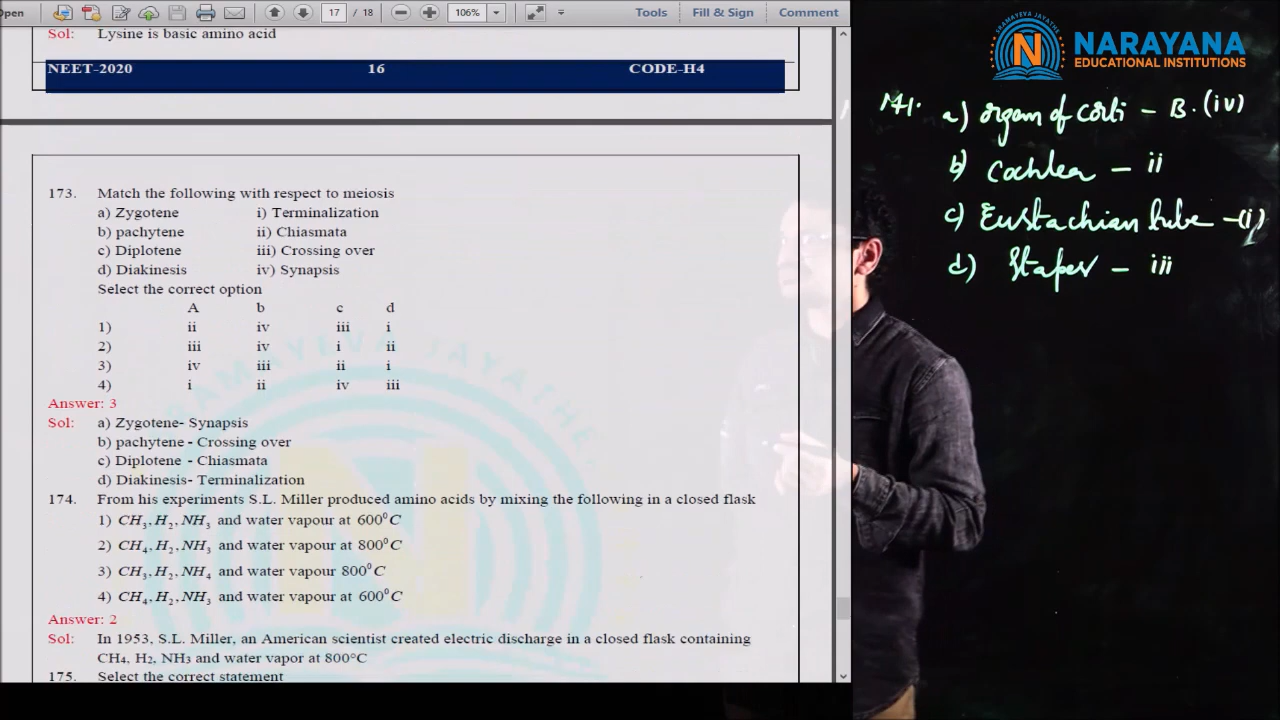 Open
17 / 18
106%
Tools
Fill & Sign
Comment
Sol: Lysine is basic amino acid
NEET-2020 16 CODE-H4
173. Match the following with respect to meiosis
a) Zygotene i) Terminalization
b) pachytene ii) Chiasmata
c) Diplotene iii) Crossing over
d) Diakinesis iv) Synapsis
Select the correct option
A b c d
1) ii iv iii i
2) iii iv i ii
3) iv iii ii i
4) i ii iv iii
Answer: 3
Sol: a) Zygotene- Synapsis
b) pachytene - Crossing over
c) Diplotene - Chiasmata
d) Diakinesis- Terminalization
174. From his experiments S.L. Miller produced amino acids by mixing the following in a closed flask
1) CH₃, H₂, NH₃ and water vapour at 600⁰C
2) CH₄, H₂, NH₃ and water vapour at 800⁰C
3) CH₃, H₂, NH₄ and water vapour 800⁰C
4) CH₄, H₂, NH₃ and water vapour at 600⁰C
Answer: 2
Sol: In 1953, S.L. Miller, an American scientist created electric discharge in a closed flask containing
CH4, H2, NH3 and water vapor at 800°C
175. Select the correct statement
SRAMAYEVA JAYATHE
N
NARAYANA
EDUCATIONAL INSTITUTIONS
a) organ of corti – B. (iv)
b) Cochlea – ii
c) Eustachian tube – (i)
d) Stapes – iii